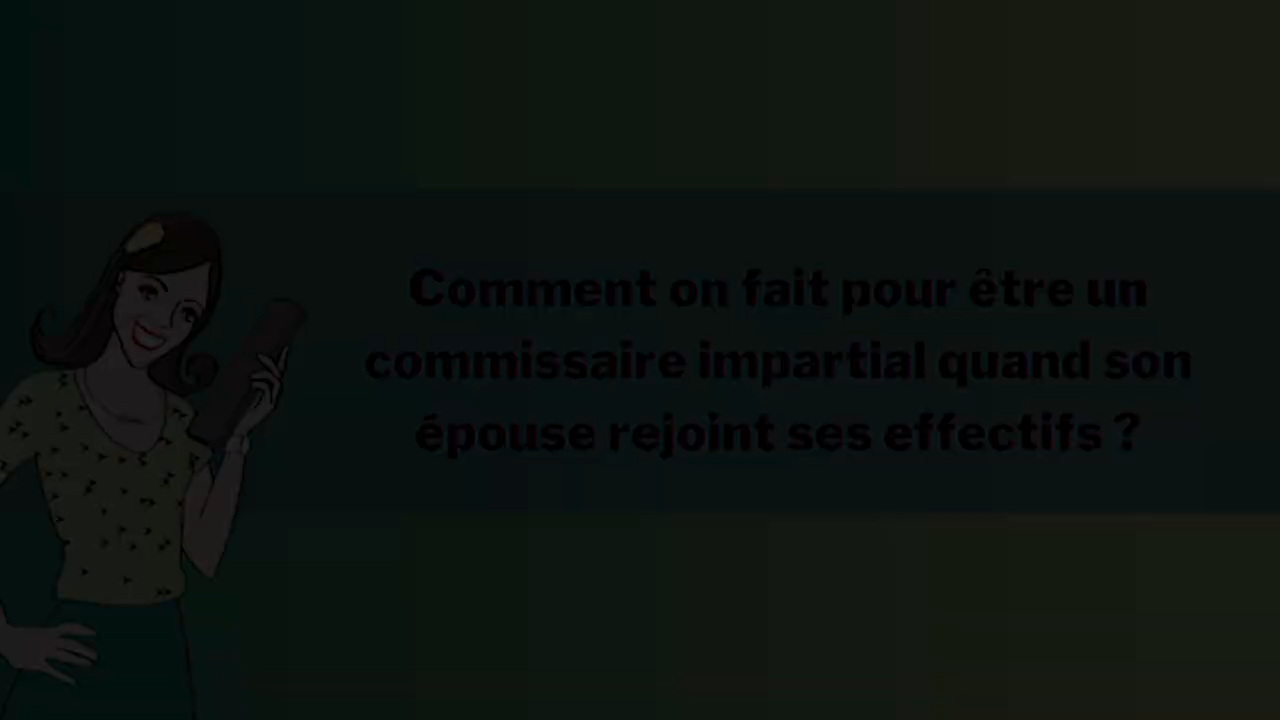 Comment on fait pour être un
commissaire impartial quand son
épouse rejoint ses effectifs ?